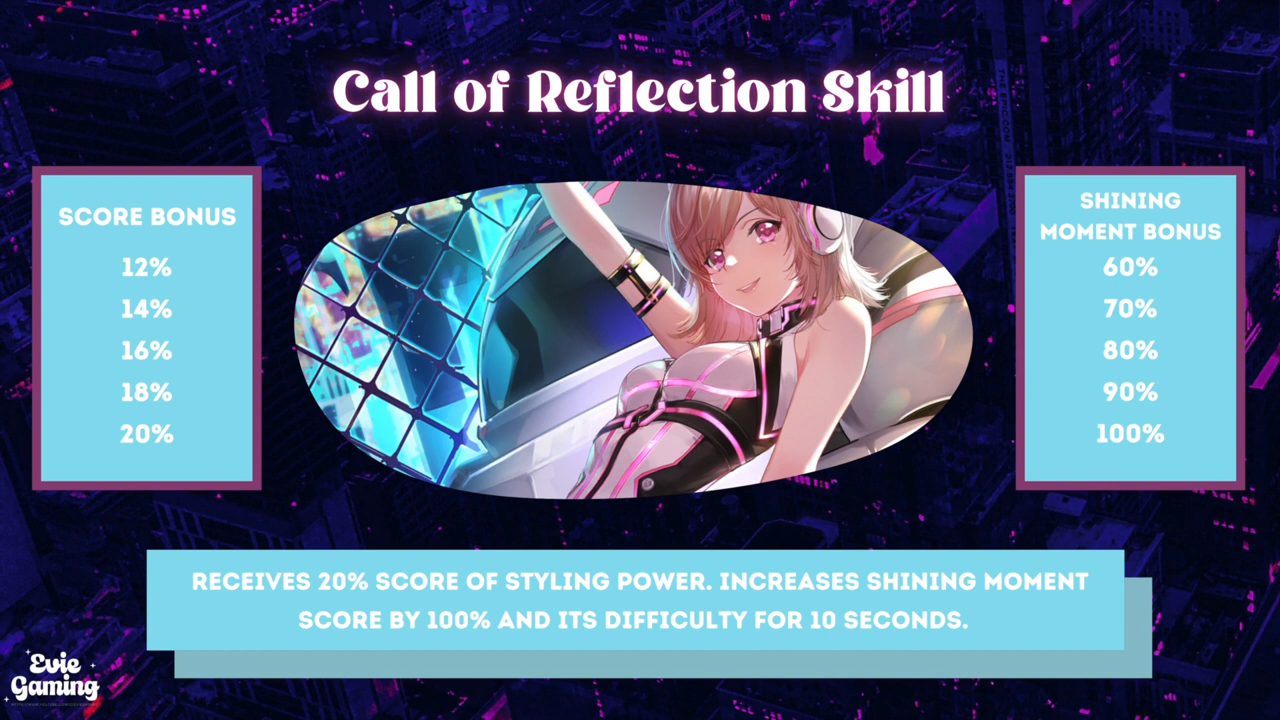 Call of Reflection Skill
SCORE BONUS
12%
14%
16%
18%
20%
SHINING
MOMENT BONUS
60%
70%
80%
90%
100%
RECEIVES 20% SCORE OF STYLING POWER. INCREASES SHINING MOMENT
SCORE BY 100% AND ITS DIFFICULTY FOR 10 SECONDS.
Evie
Gaming